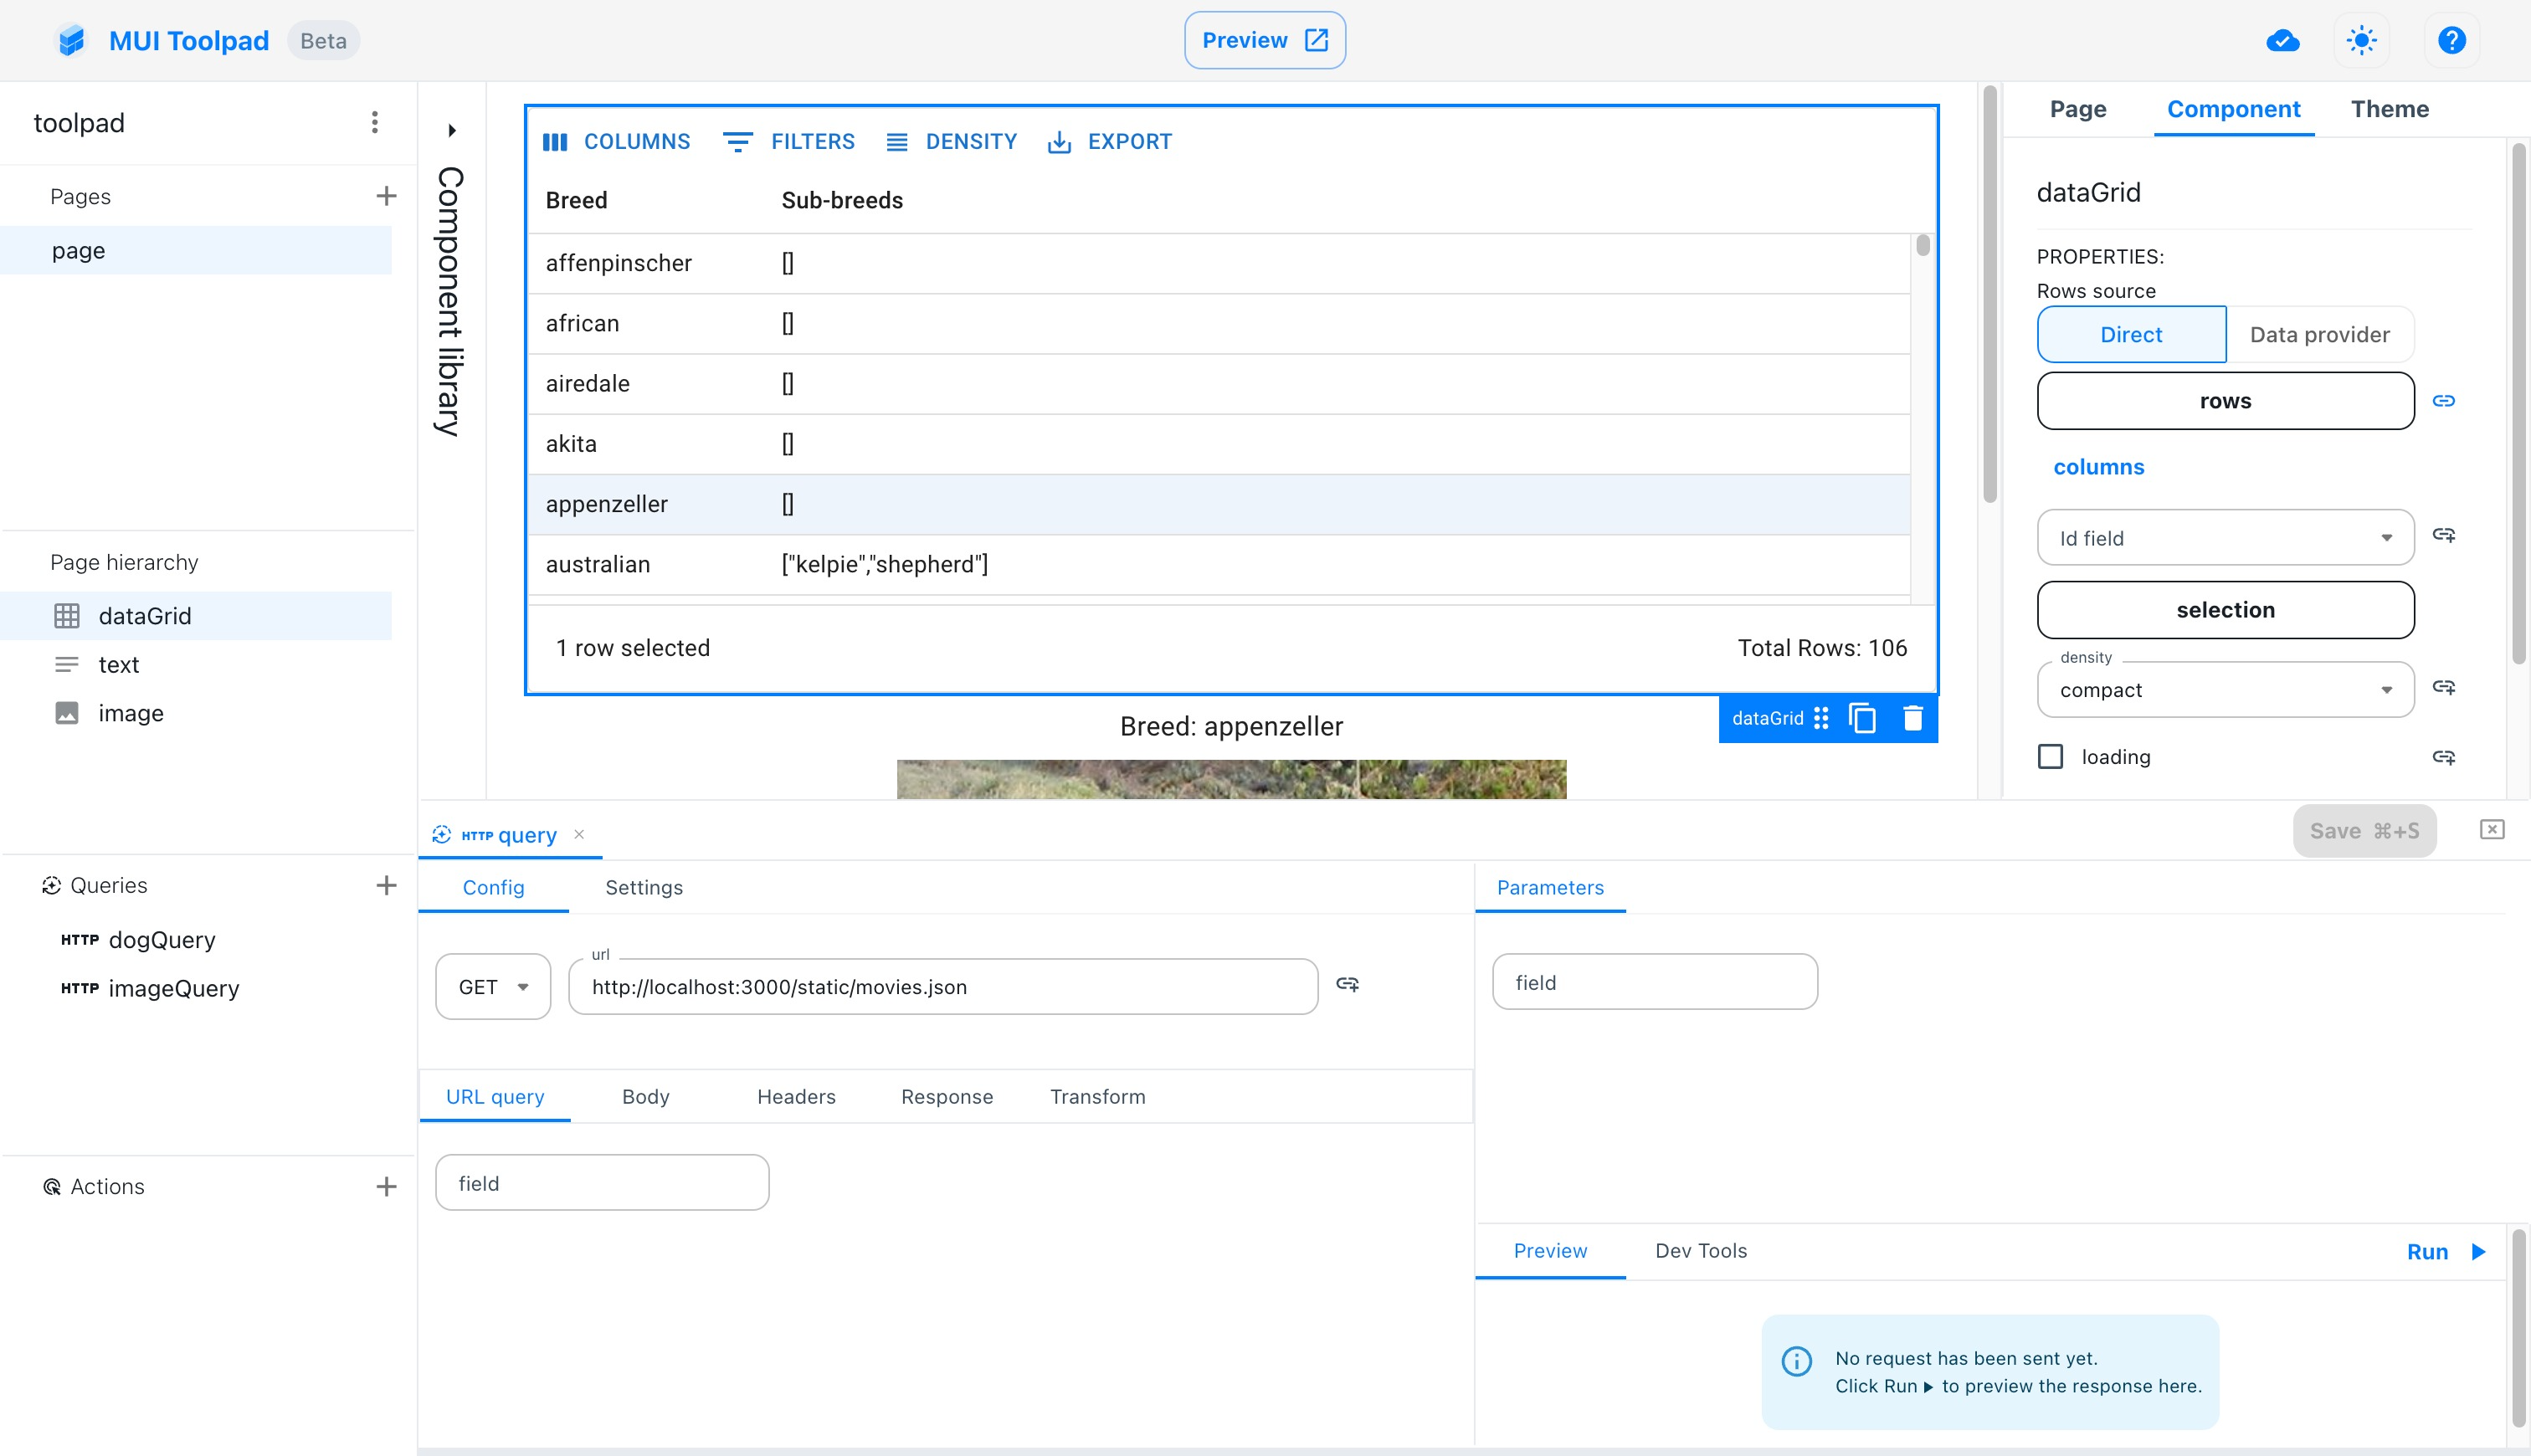 MUI Toolpad Beta
Preview
toolpad
Pages
page
Page hierarchy
dataGrid
text
image
Queries
HTTP dogQuery
HTTP imageQuery
Actions
Component library
COLUMNS FILTERS DENSITY EXPORT
Breed Sub-breeds
affenpinscher []
african []
airedale []
akita []
appenzeller []
australian ["kelpie","shepherd"]
1 row selected Total Rows: 106
dataGrid
Breed: appenzeller
Page Component Theme
dataGrid
PROPERTIES:
Rows source
Direct Data provider
rows
columns
Id field
selection
density
compact
loading
HTTP query
Save ⌘+S
Config Settings
GET
url
http://localhost:3000/static/movies.json
URL query Body Headers Response Transform
field
Parameters
field
Preview Dev Tools Run
No request has been sent yet.
Click Run ▶ to preview the response here.